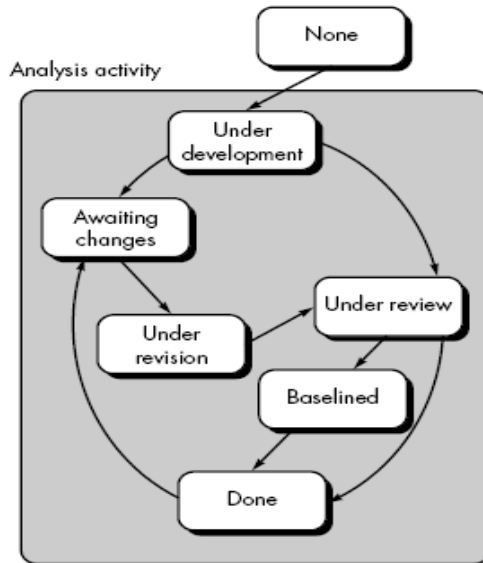 None
Analysis activity
Under
development
Awaiting
changes
Under review
Under
revision
Baselined
Done